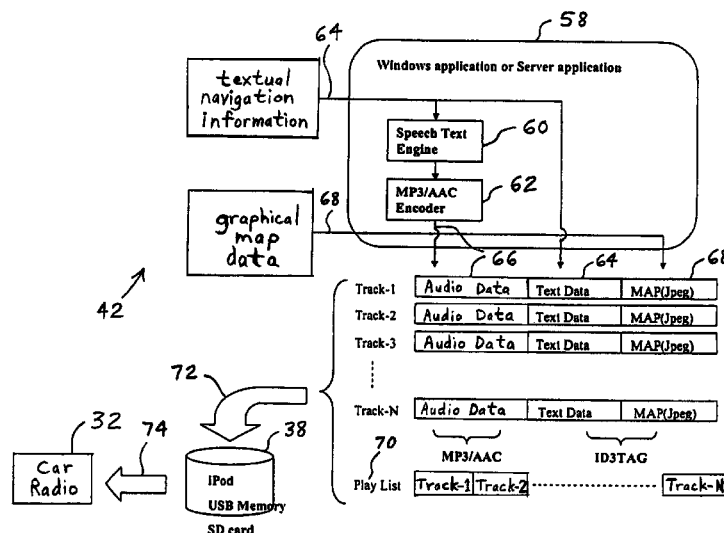 58
64
textual
navigation
information
Windows application or Server application
Speech Text
Engine
60
MP3/AAC
Encoder
62
68
graphical
map
data
66
64
68
42
Track-1 Audio Data Text Data MAP(Jpeg)
Track-2 Audio Data Text Data MAP(Jpeg)
Track-3 Audio Data Text Data MAP(Jpeg)
Track-N Audio Data Text Data MAP(Jpeg)
72
38
32
74
Car
Radio
iPod
USB Memory
SD card
70
MP3/AAC
ID3TAG
Play List Track-1 Track-2 Track-N